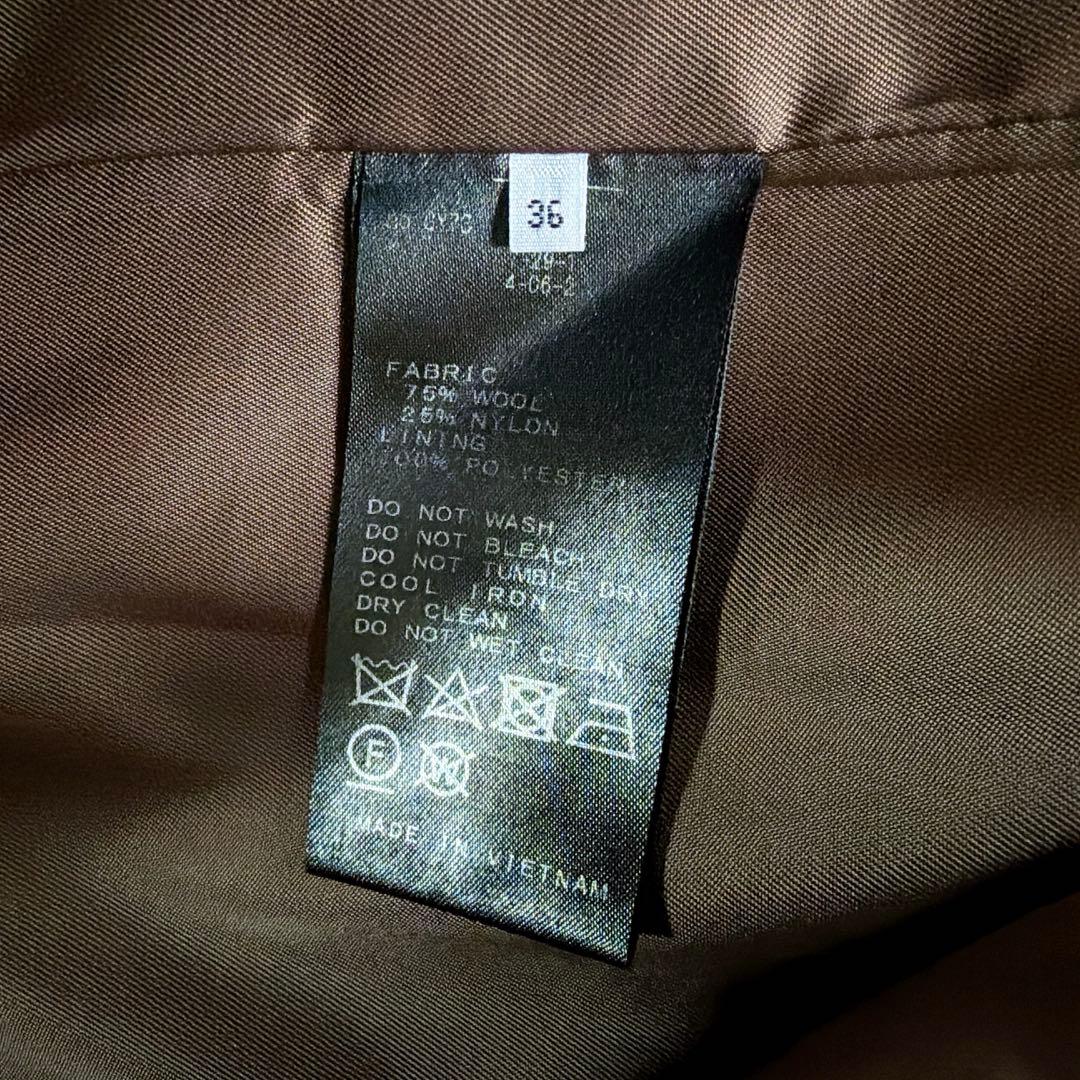 36
4-06-2
FABRIC
75% WOOL
25% NYLON
LINING
100% POLYESTER
DO NOT WASH
DO NOT BLEACH
DO NOT TUMBLE DRY
COOL IRON
DRY CLEAN
DO NOT WET CLEAN
F W
MADE IN VIETNAM